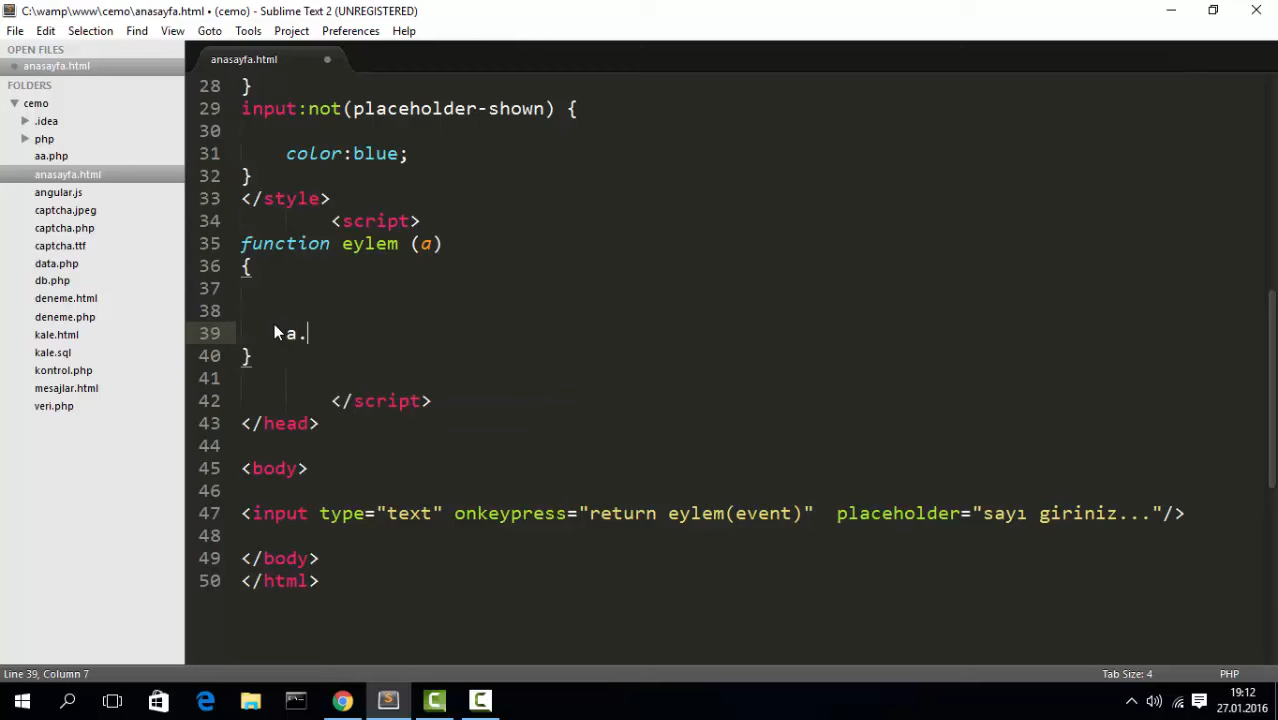 C:\wamp\www\cemo\anasayfa.html • (cemo) - Sublime Text 2 (UNREGISTERED)
File Edit Selection Find View Goto Tools Project Preferences Help
OPEN FILES
anasayfa.html
FOLDERS
cemo
.idea
php
aa.php
anasayfa.html
angular.js
captcha.jpeg
captcha.php
captcha.ttf
data.php
db.php
deneme.html
deneme.php
kale.html
kale.sql
kontrol.php
mesajlar.html
veri.php
anasayfa.html
28 }
29 input:not(placeholder-shown) {
30
31 color:blue;
32 }
33 </style>
34 <script>
35 function eylem (a)
36 {
37
38
39 a.
40 }
41
42 </script>
43 </head>
44
45 <body>
46
47 <input type="text" onkeypress="return eylem(event)"  placeholder="sayı giriniz..."/>
48
49 </body>
50 </html>
Line 39, Column 7
Tab Size: 4
PHP
19:12
27.01.2016